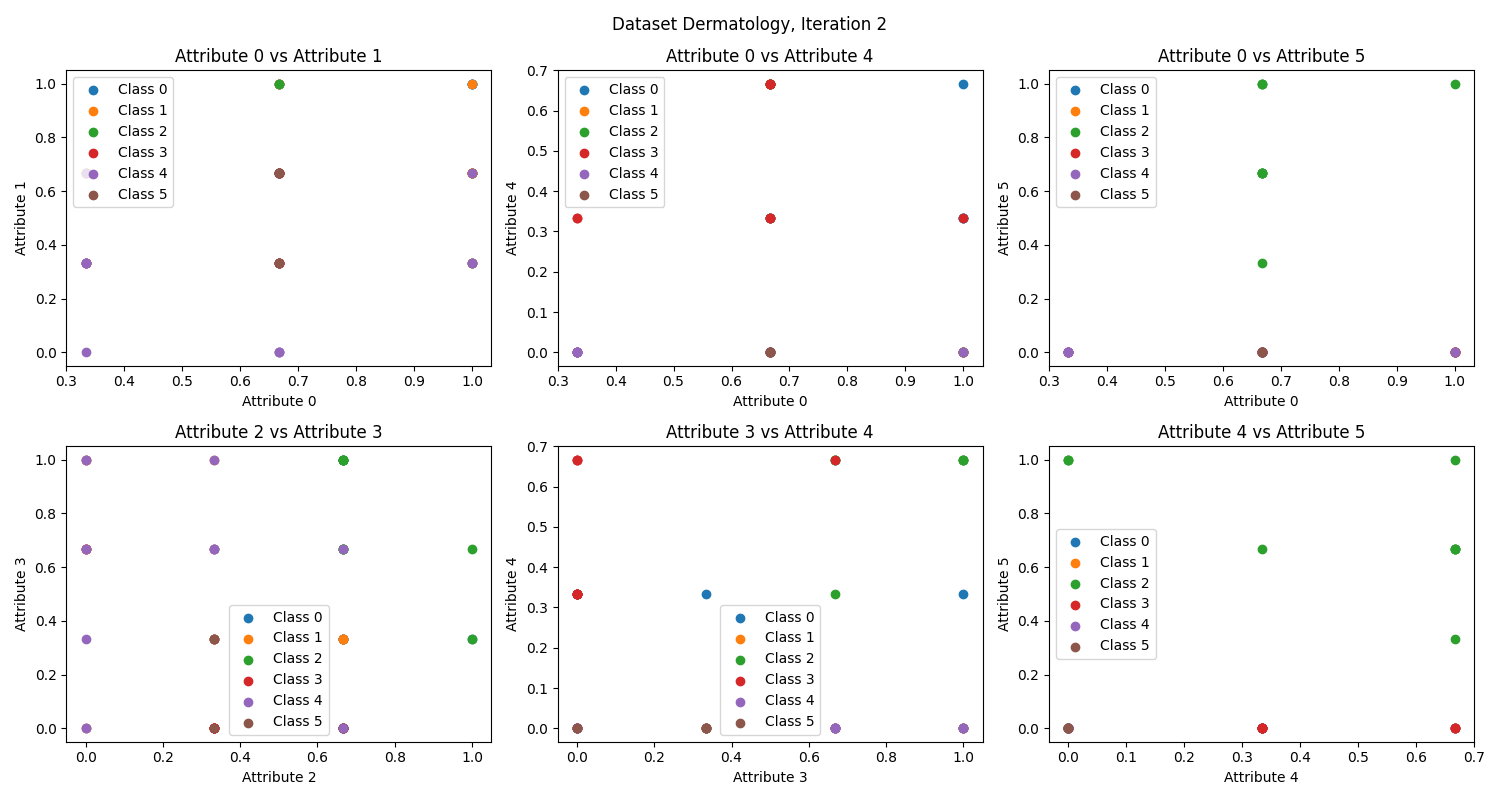 Dataset Dermatology, Iteration 2
Attribute 0 vs Attribute 1
1.0
0.8
0.6
0.4
0.2
0.0
Attribute 1
Class 0
Class 1
Class 2
Class 3
Class 4
Class 5
0.3 0.4 0.5 0.6 0.7 0.8 0.9 1.0
Attribute 0
Attribute 0 vs Attribute 4
0.7
0.6
0.5
0.4
0.3
0.2
0.1
0.0
Attribute 4
Class 0
Class 1
Class 2
Class 3
Class 4
Class 5
0.3 0.4 0.5 0.6 0.7 0.8 0.9 1.0
Attribute 0
Attribute 0 vs Attribute 5
1.0
0.8
0.6
0.4
0.2
0.0
Attribute 5
Class 0
Class 1
Class 2
Class 3
Class 4
Class 5
0.3 0.4 0.5 0.6 0.7 0.8 0.9 1.0
Attribute 0
Attribute 2 vs Attribute 3
1.0
0.8
0.6
0.4
0.2
0.0
Attribute 3
Class 0
Class 1
Class 2
Class 3
Class 4
Class 5
0.0 0.2 0.4 0.6 0.8 1.0
Attribute 2
Attribute 3 vs Attribute 4
0.7
0.6
0.5
0.4
0.3
0.2
0.1
0.0
Attribute 4
Class 0
Class 1
Class 2
Class 3
Class 4
Class 5
0.0 0.2 0.4 0.6 0.8 1.0
Attribute 3
Attribute 4 vs Attribute 5
1.0
0.8
0.6
0.4
0.2
0.0
Attribute 5
Class 0
Class 1
Class 2
Class 3
Class 4
Class 5
0.0 0.1 0.2 0.3 0.4 0.5 0.6 0.7
Attribute 4